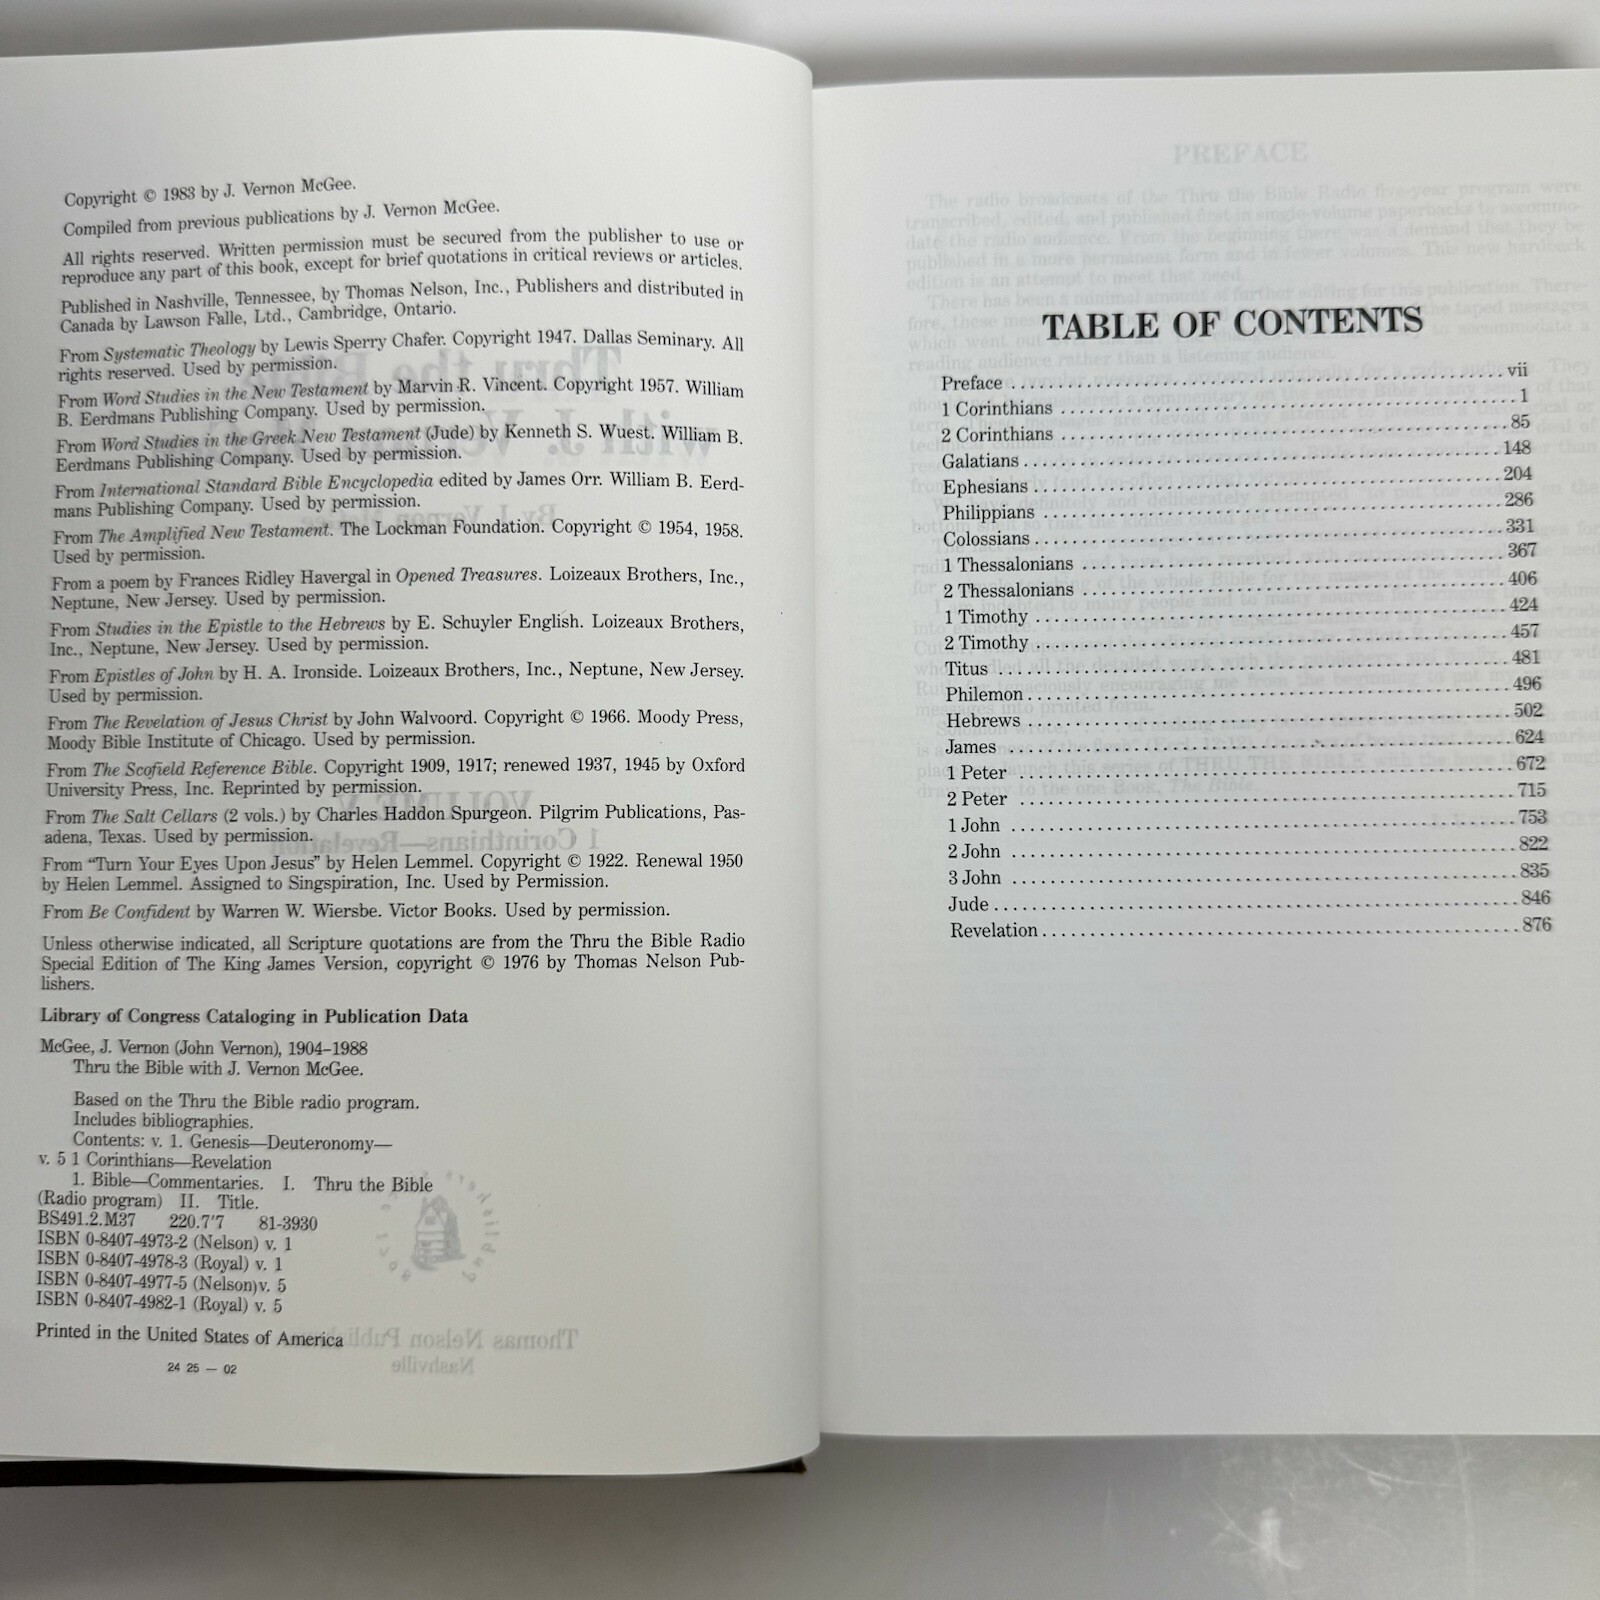 Copyright © 1983 by J. Vernon McGee.
Compiled from previous publications by J. Vernon McGee.
All rights reserved. Written permission must be secured from the publisher to use or
reproduce any part of this book, except for brief quotations in critical reviews or articles.
Published in Nashville, Tennessee, by Thomas Nelson, Inc., Publishers and distributed in
Canada by Lawson Falle, Ltd., Cambridge, Ontario.
From Systematic Theology by Lewis Sperry Chafer. Copyright 1947. Dallas Seminary. All
rights reserved. Used by permission.
From Word Studies in the New Testament by Marvin R. Vincent. Copyright 1957. William
B. Eerdmans Publishing Company. Used by permission.
From Word Studies in the Greek New Testament (Jude) by Kenneth S. Wuest. William B.
Eerdmans Publishing Company. Used by permission.
From International Standard Bible Encyclopedia edited by James Orr. William B. Eerd-
mans Publishing Company. Used by permission.
From The Amplified New Testament. The Lockman Foundation. Copyright © 1954, 1958.
Used by permission.
From a poem by Frances Ridley Havergal in Opened Treasures. Loizeaux Brothers, Inc.,
Neptune, New Jersey. Used by permission.
From Studies in the Epistle to the Hebrews by E. Schuyler English. Loizeaux Brothers,
Inc., Neptune, New Jersey. Used by permission.
From Epistles of John by H. A. Ironside. Loizeaux Brothers, Inc., Neptune, New Jersey.
Used by permission.
From The Revelation of Jesus Christ by John Walvoord. Copyright © 1966. Moody Press,
Moody Bible Institute of Chicago. Used by permission.
From The Scofield Reference Bible. Copyright 1909, 1917; renewed 1937, 1945 by Oxford
University Press, Inc. Reprinted by permission.
From The Salt Cellars (2 vols.) by Charles Haddon Spurgeon. Pilgrim Publications, Pas-
adena, Texas. Used by permission.
From “Turn Your Eyes Upon Jesus” by Helen Lemmel. Copyright © 1922. Renewal 1950
by Helen Lemmel. Assigned to Singspiration, Inc. Used by Permission.
From Be Confident by Warren W. Wiersbe. Victor Books. Used by permission.
Unless otherwise indicated, all Scripture quotations are from the Thru the Bible Radio
Special Edition of The King James Version, copyright © 1976 by Thomas Nelson Pub-
lishers.
Library of Congress Cataloging in Publication Data
McGee, J. Vernon (John Vernon), 1904–1988
Thru the Bible with J. Vernon McGee.
Based on the Thru the Bible radio program.
Includes bibliographies.
Contents: v. 1. Genesis—Deuteronomy—
v. 5 1 Corinthians—Revelation
1. Bible—Commentaries. I. Thru the Bible
(Radio program) II. Title.
BS491.2.M37 220.7'7 81-3930
ISBN 0-8407-4973-2 (Nelson) v. 1
ISBN 0-8407-4978-3 (Royal) v. 1
ISBN 0-8407-4977-5 (Nelson)v. 5
ISBN 0-8407-4982-1 (Royal) v. 5
Printed in the United States of America
24 25 — 02
TABLE OF CONTENTS
Preface vii
1 Corinthians 1
2 Corinthians 85
Galatians 148
Ephesians 204
Philippians 286
Colossians 331
1 Thessalonians 367
2 Thessalonians 406
1 Timothy 424
2 Timothy 457
Titus 481
Philemon 496
Hebrews 502
James 624
1 Peter 672
2 Peter 715
1 John 753
2 John 822
3 John 835
Jude 846
Revelation 876